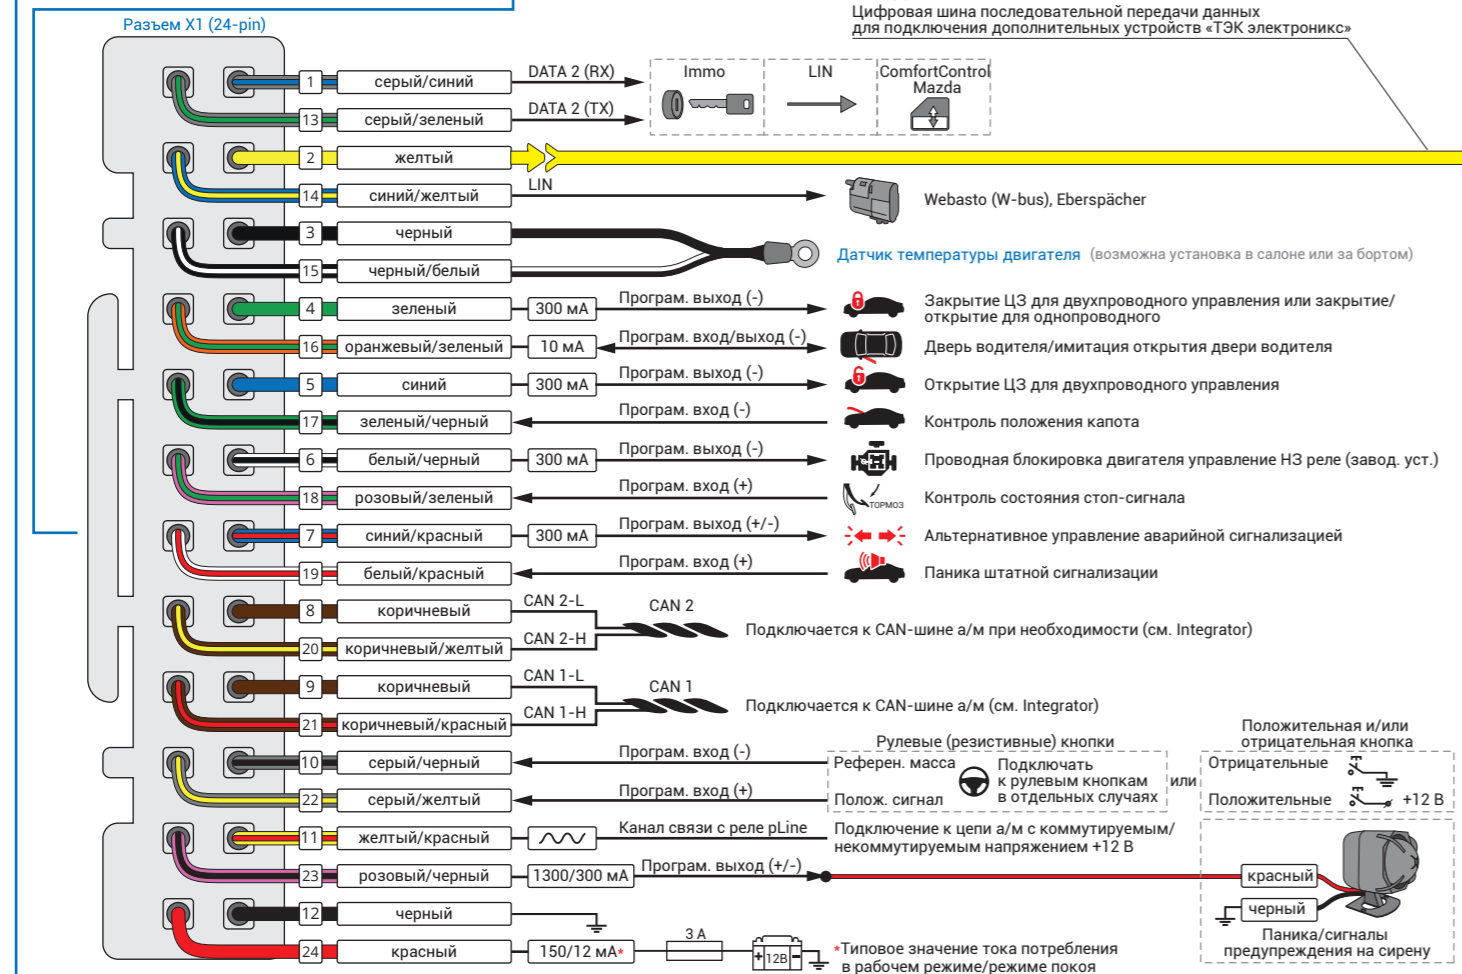 Цифровая шина последовательной передачи данных
для подключения дополнительных устройств «ТЭК электроникс»
Разъем X1 (24-pin)
1 серый/синий DATA 2 (RX)
13 серый/зеленый DATA 2 (TX)
Immo
LIN
ComfortControl
Mazda
2 желтый
14 синий/желтый LIN
Webasto (W-bus), Eberspächer
3 черный
15 черный/белый
Датчик температуры двигателя (возможна установка в салоне или за бортом)
4 зеленый 300 мА Програм. выход (-)
Закрытие ЦЗ для двухпроводного управления или закрытие/
открытие для однопроводного
16 оранжевый/зеленый 10 мА Програм. вход/выход (-)
Дверь водителя/имитация открытия двери водителя
5 синий 300 мА Програм. выход (-)
Открытие ЦЗ для двухпроводного управления
17 зеленый/черный Програм. вход (-)
Контроль положения капота
6 белый/черный 300 мА Програм. выход (-)
Проводная блокировка двигателя управление НЗ реле (завод. уст.)
18 розовый/зеленый Програм. вход (+)
ТОРМОЗ
Контроль состояния стоп-сигнала
7 синий/красный 300 мА Програм. выход (+/-)
Альтернативное управление аварийной сигнализацией
19 белый/красный Програм. вход (+)
Паника штатной сигнализации
8 коричневый CAN 2-L
20 коричневый/желтый CAN 2-H
CAN 2
Подключается к CAN-шине а/м при необходимости (см. Integrator)
9 коричневый CAN 1-L
21 коричневый/красный CAN 1-H
CAN 1
Подключается к CAN-шине а/м (см. Integrator)
10 серый/черный Програм. вход (-)
22 серый/желтый Програм. вход (+)
Рулевые (резистивные) кнопки
Референ. масса
Полож. сигнал
Подключать
к рулевым кнопкам
в отдельных случаях
или
Положительная и/или
отрицательная кнопка
Отрицательные
Положительные +12 В
11 желтый/красный Канал связи с реле pLine
Подключение к цепи а/м с коммутируемым/
некоммутируемым напряжением +12 В
23 розовый/черный 1300/300 мА Програм. выход (+/-)
красный
черный
Паника/сигналы
предупреждения на сирену
12 черный
24 красный 150/12 мА* 3 А + 12В -
*Типовое значение тока потребления
в рабочем режиме/режиме покоя